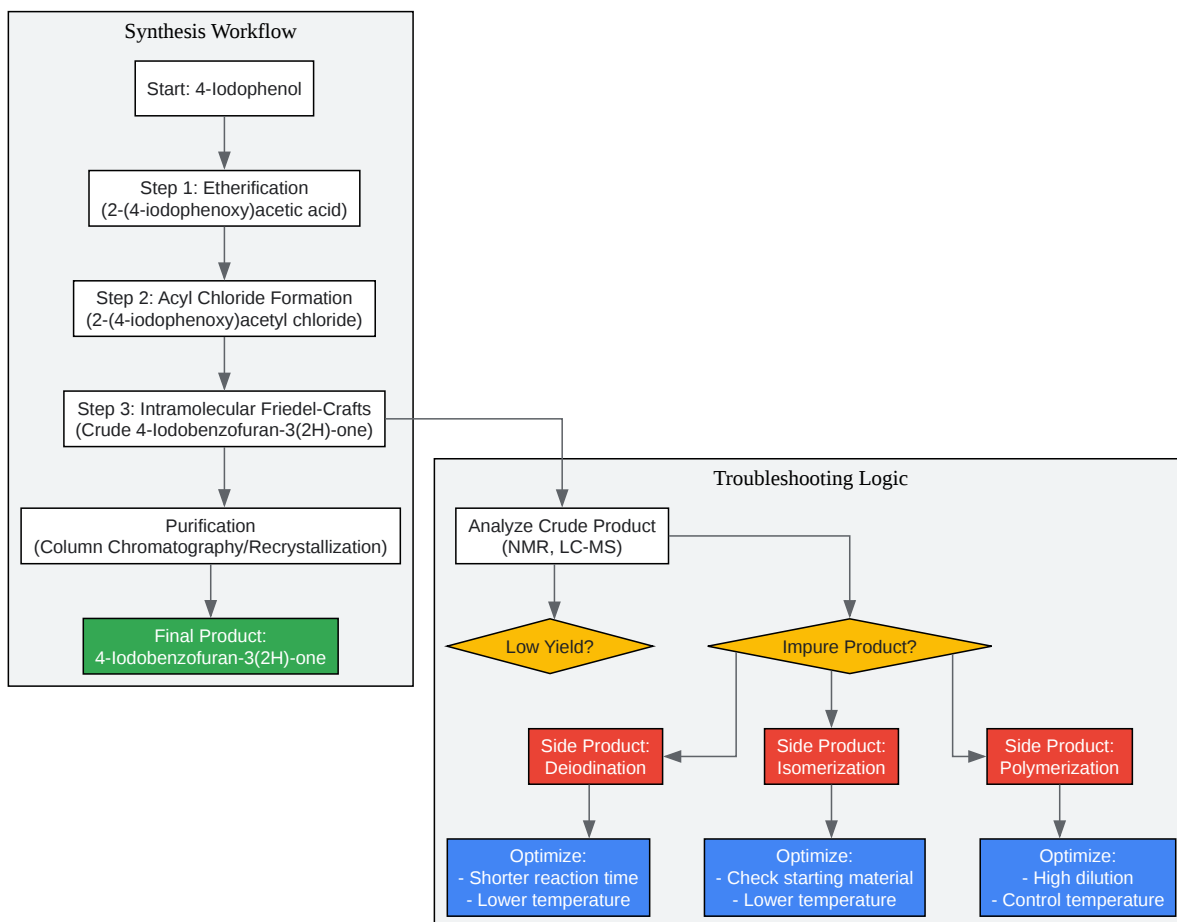 Synthesis Workflow
Start: 4-Iodophenol
Step 1: Etherification
(2-(4-iodophenoxy)acetic acid)
Step 2: Acyl Chloride Formation
(2-(4-iodophenoxy)acetyl chloride)
Step 3: Intramolecular Friedel-Crafts
(Crude 4-Iodobenzofuran-3(2H)-one)
Purification
(Column Chromatography/Recrystallization)
Final Product:
4-Iodobenzofuran-3(2H)-one
Troubleshooting Logic
Analyze Crude Product
(NMR, LC-MS)
Low Yield?
Impure Product?
Side Product:
Deiodination
Side Product:
Isomerization
Side Product:
Polymerization
Optimize:
- Shorter reaction time
- Lower temperature
Optimize:
- Check starting material
- Lower temperature
Optimize:
- High dilution
- Control temperature